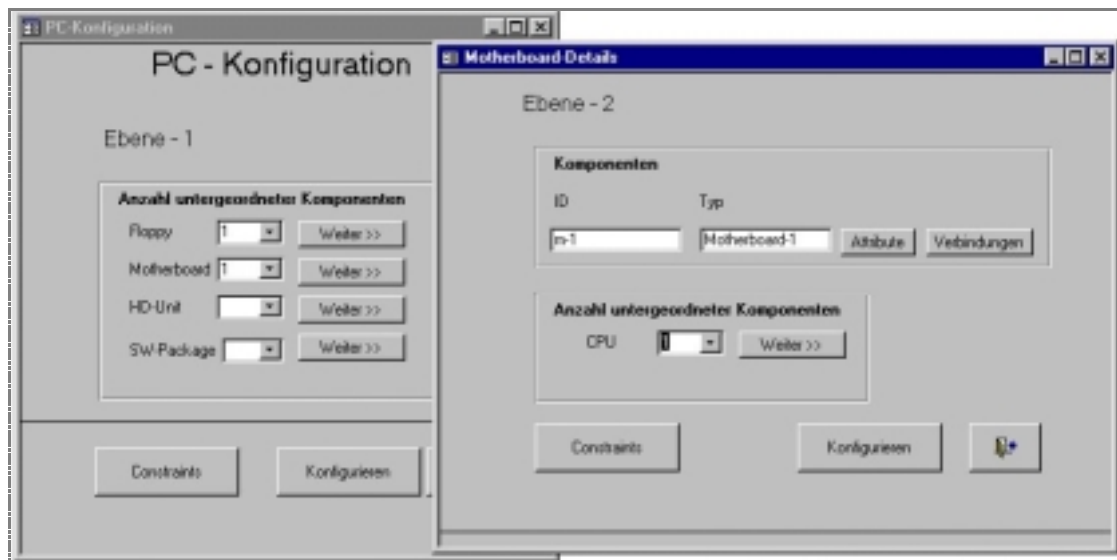 PC-Konfiguration
PC - Konfiguration
Ebene - 1
Anzahl untergeordneter Komponenten
Floppy 1 Weiter >>
Motherboard 1 Weiter >>
HD-Unit Weiter >>
SW-Package Weiter >>
Constraints Konfigurieren
Motherboard-Details
Ebene - 2
Komponenten
ID Typ
m-1 Motherboard-1 Attribute Verbindungen
Anzahl untergeordneter Komponenten
CPU 1 Weiter >>
Constraints Konfigurieren